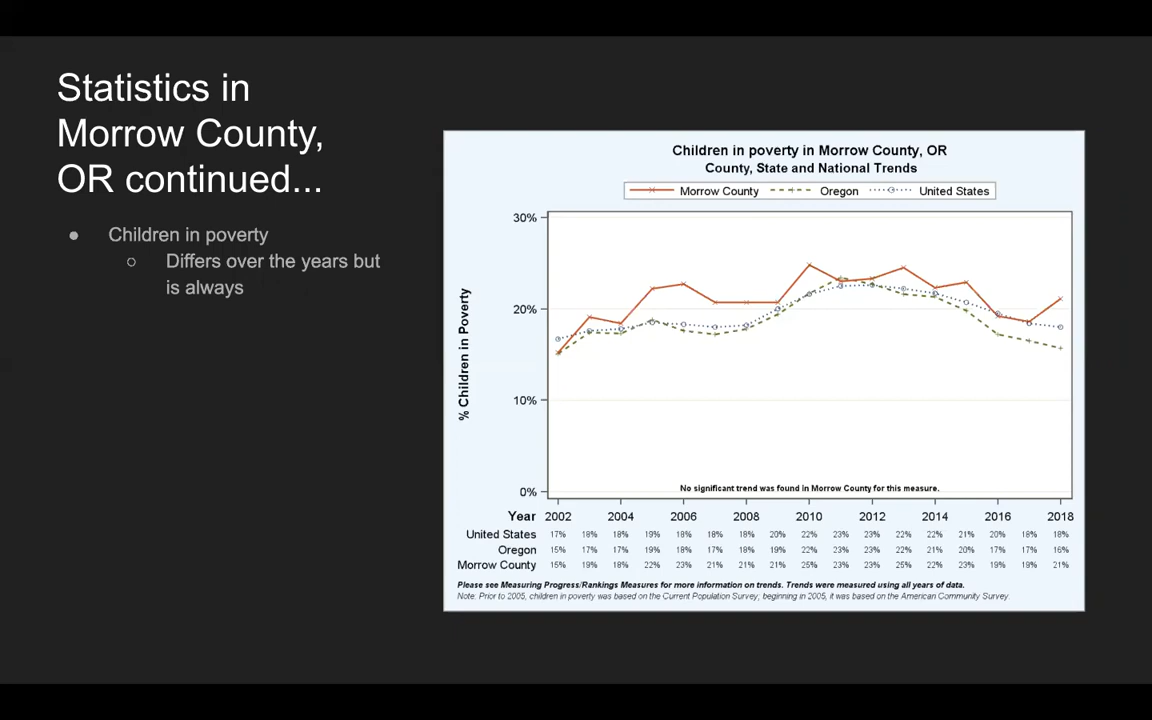 Statistics in
Morrow County,
OR continued...
● Children in poverty
○ Differs over the years but
is always
Children in poverty in Morrow County, OR
County, State and National Trends
Morrow County Oregon United States
30%
20%
10%
0%
% Children in Poverty
No significant trend was found in Morrow County for this measure.
Year 2002 2004 2006 2008 2010 2012 2014 2016 2018
United States 17% 18% 18% 19% 18% 18% 18% 20% 22% 23% 23% 22% 22% 21% 20% 18% 18%
Oregon 15% 17% 17% 19% 18% 17% 18% 19% 22% 23% 23% 22% 21% 20% 17% 17% 16%
Morrow County 15% 19% 18% 22% 23% 21% 21% 21% 25% 23% 23% 25% 22% 23% 19% 19% 21%
Please see Measuring Progress/Rankings Measures for more information on trends. Trends were measured using all years of data.
Note: Prior to 2005, children in poverty was based on the Current Population Survey; beginning in 2005, it was based on the American Community Survey.